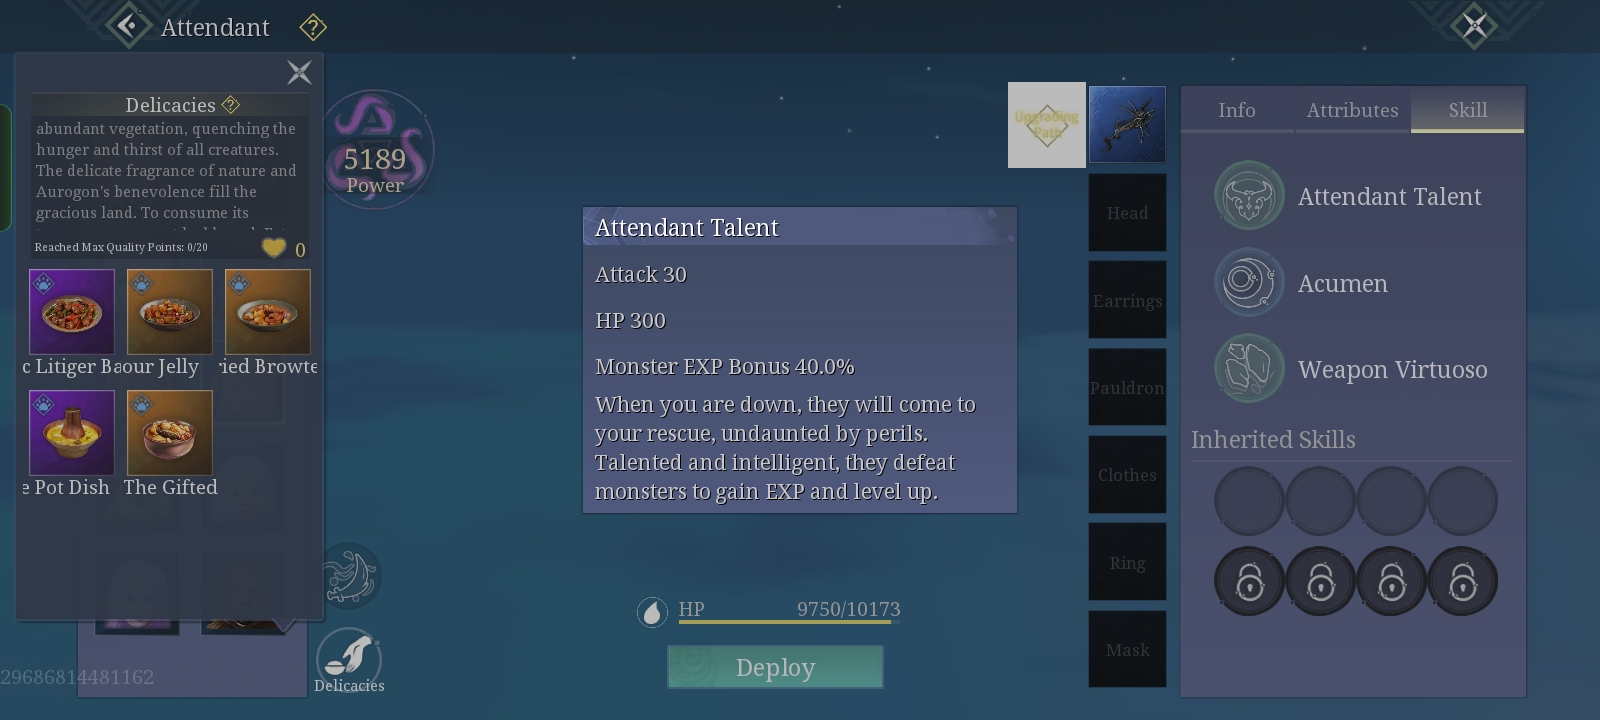 Attendant
Delicacies
abundant vegetation, quenching the
hunger and thirst of all creatures.
The delicate fragrance of nature and
Aurogon's benevolence fill the
gracious land. To consume its
Reached Max Quality Points: 0/20
0
c Litiger Ba
our Jelly
ried Browte
e Pot Dish
The Gifted
5189
Power
Delicacies
29686814481162
Attendant Talent
Attack 30
HP 300
Monster EXP Bonus 40.0%
When you are down, they will come to
your rescue, undaunted by perils.
Talented and intelligent, they defeat
monsters to gain EXP and level up.
HP 9750/10173
Deploy
Upgrading
Path
Head
Earrings
Pauldron
Clothes
Ring
Mask
Info Attributes Skill
Attendant Talent
Acumen
Weapon Virtuoso
Inherited Skills